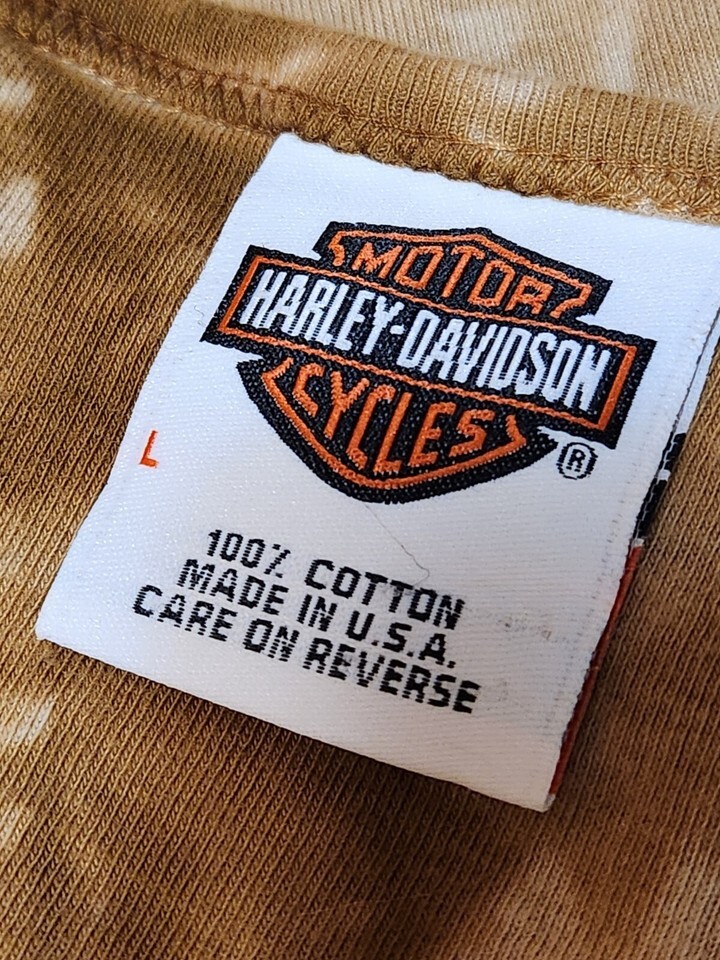 MOTOR
HARLEY-DAVIDSON
CYCLES
®
L
100% COTTON
MADE IN U.S.A.
CARE ON REVERSE